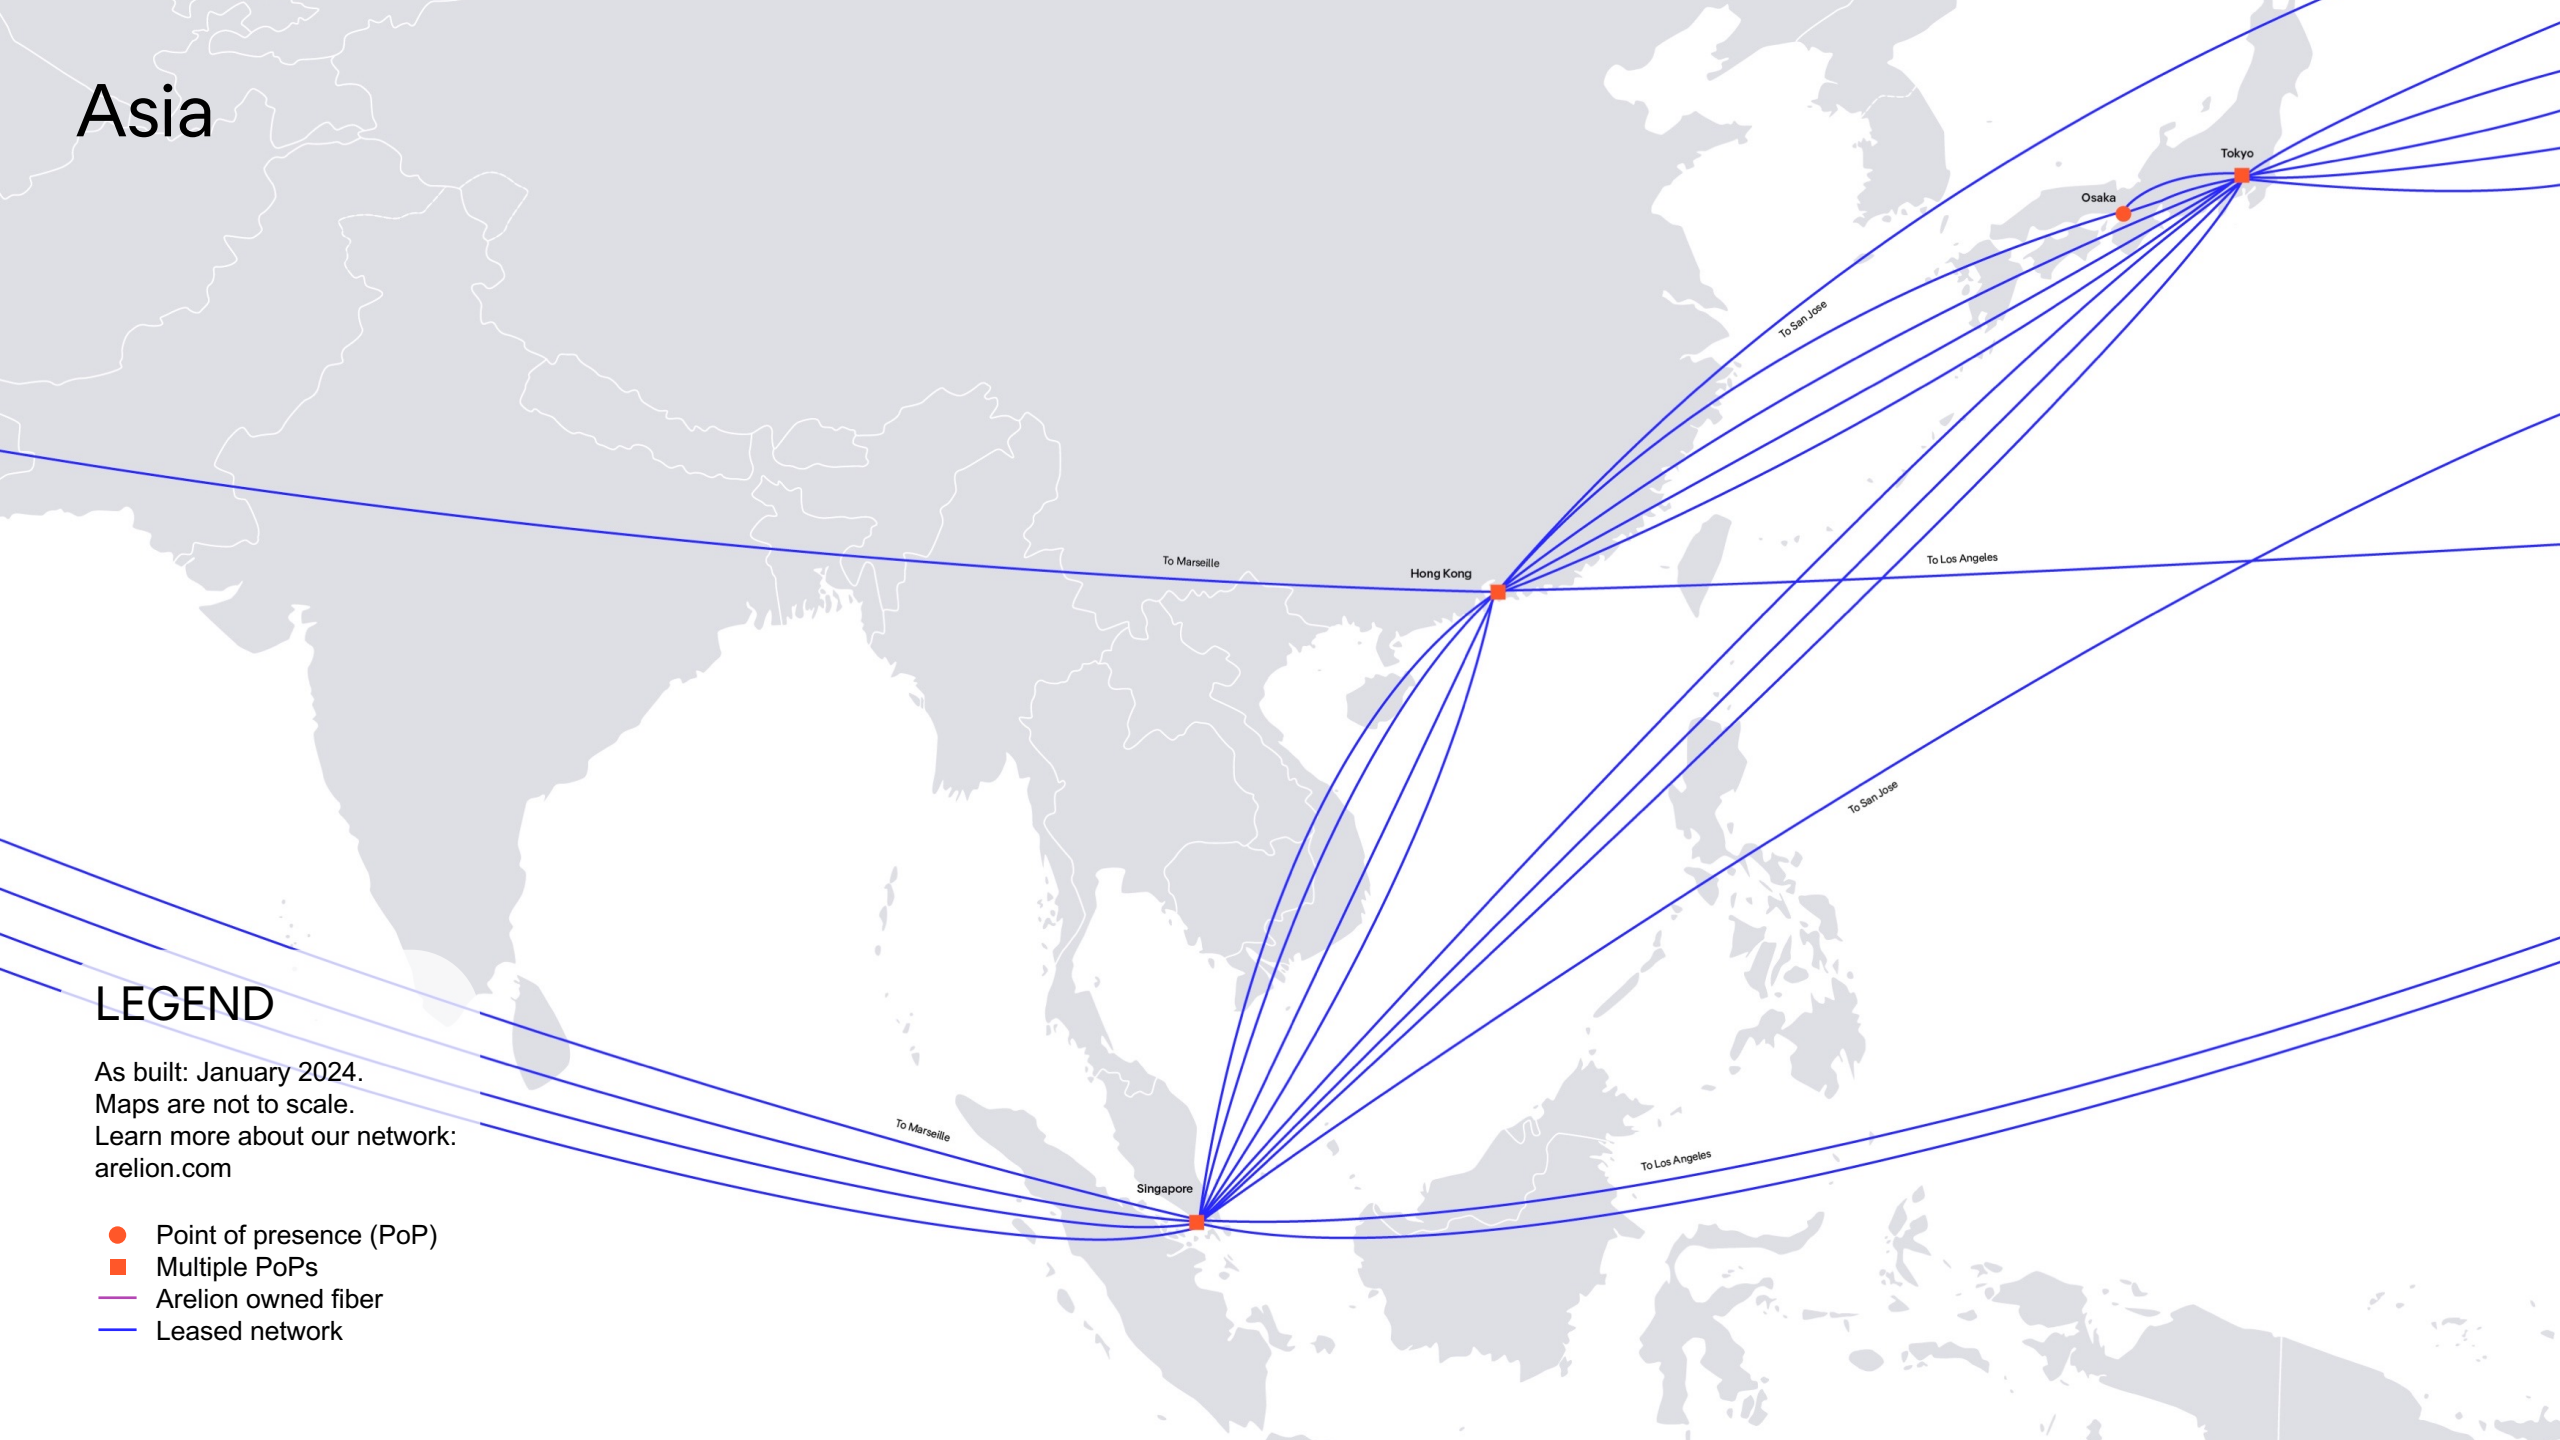 Asia
Tokyo
Osaka
To San Jose
To Marseille
Hong Kong
To Los Angeles
To San Jose
To Marseille
Singapore
To Los Angeles
LEGEND
As built: January 2024.
Maps are not to scale.
Learn more about our network:
arelion.com
Point of presence (PoP)
Multiple PoPs
Arelion owned fiber
Leased network